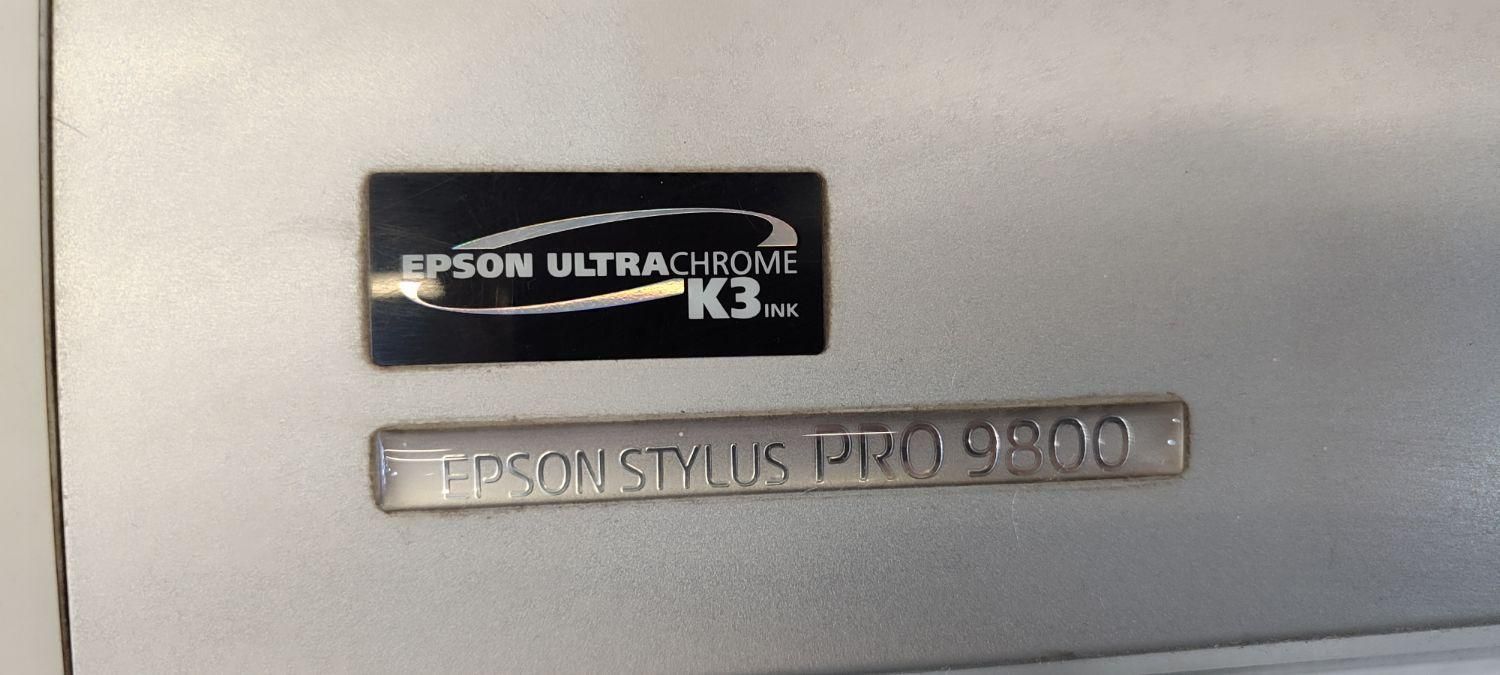 EPSON ULTRACHROME
K3 INK
EPSON STYLUS PRO 9800